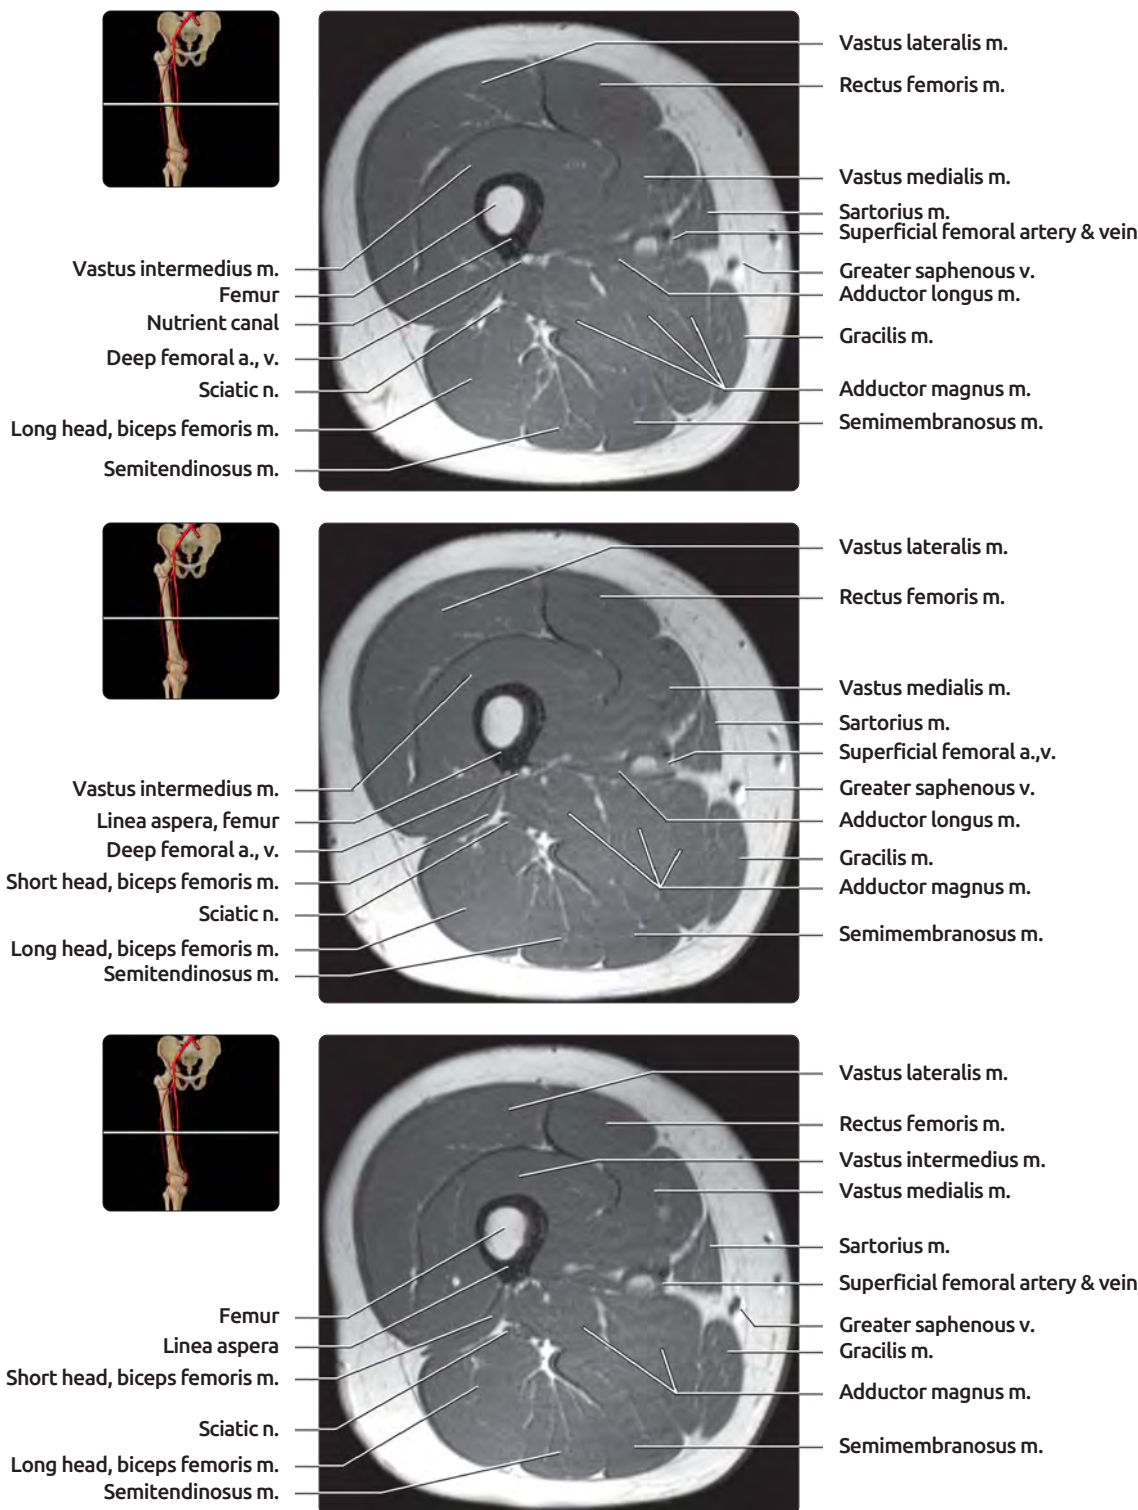 Vastus lateralis m.
Rectus femoris m.
Vastus medialis m.
Sartorius m.
Superficial femoral artery & vein
Greater saphenous v.
Adductor longus m.
Gracilis m.
Adductor magnus m.
Semimembranosus m.
Vastus intermedius m.
Femur
Nutrient canal
Deep femoral a., v.
Sciatic n.
Long head, biceps femoris m.
Semitendinosus m.
Vastus lateralis m.
Rectus femoris m.
Vastus medialis m.
Sartorius m.
Superficial femoral a.,v.
Greater saphenous v.
Adductor longus m.
Gracilis m.
Adductor magnus m.
Semimembranosus m.
Vastus intermedius m.
Linea aspera, femur
Deep femoral a., v.
Short head, biceps femoris m.
Sciatic n.
Long head, biceps femoris m.
Semitendinosus m.
Vastus lateralis m.
Rectus femoris m.
Vastus intermedius m.
Vastus medialis m.
Sartorius m.
Superficial femoral artery & vein
Greater saphenous v.
Gracilis m.
Adductor magnus m.
Semimembranosus m.
Femur
Linea aspera
Short head, biceps femoris m.
Sciatic n.
Long head, biceps femoris m.
Semitendinosus m.